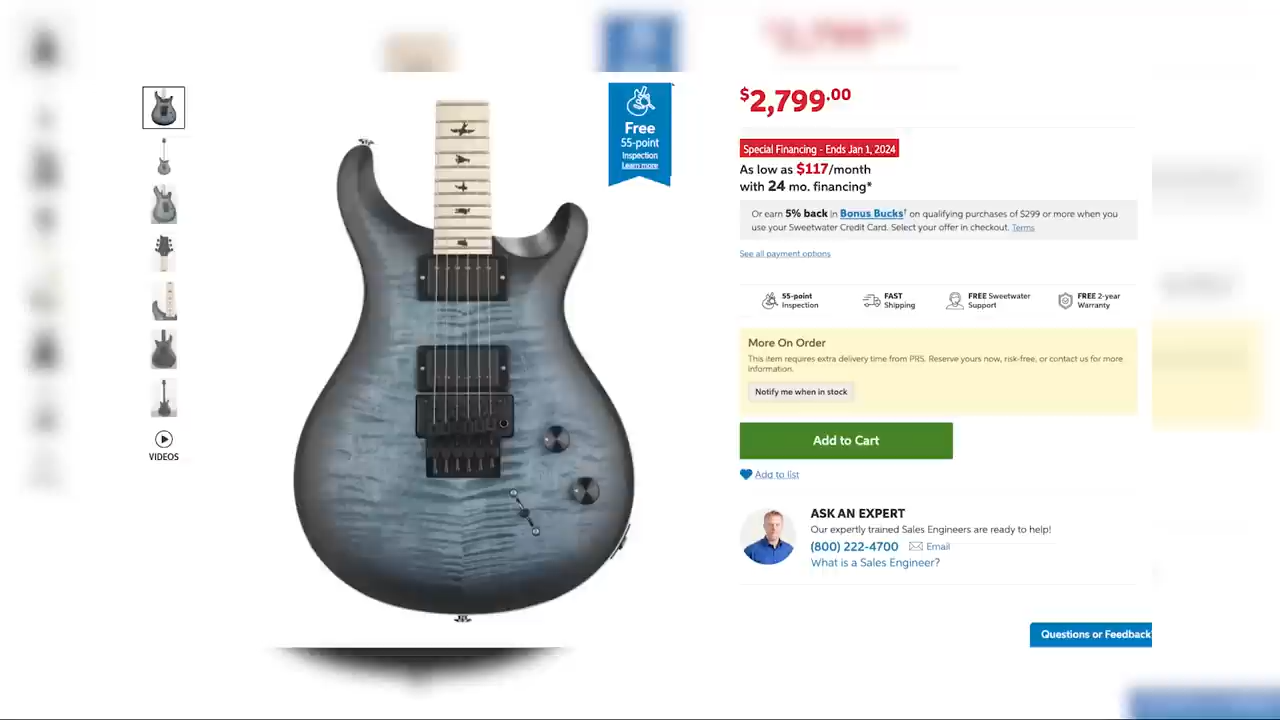 Free
55-point
Inspection
Learn more
VIDEOS
$2,799.00
Special Financing - Ends Jan 1, 2024
As low as $117/month
with 24 mo. financing*
Or earn 5% back in Bonus Bucks† on qualifying purchases of $299 or more when you
use your Sweetwater Credit Card. Select your offer in checkout. Terms
See all payment options
55-point
Inspection
FAST
Shipping
FREE Sweetwater
Support
FREE 2-year
Warranty
More On Order
This item requires extra delivery time from PRS. Reserve yours now, risk-free, or contact us for more
information.
Notify me when in stock
Add to Cart
Add to list
ASK AN EXPERT
Our expertly trained Sales Engineers are ready to help!
(800) 222-4700 Email
What is a Sales Engineer?
Questions or Feedback